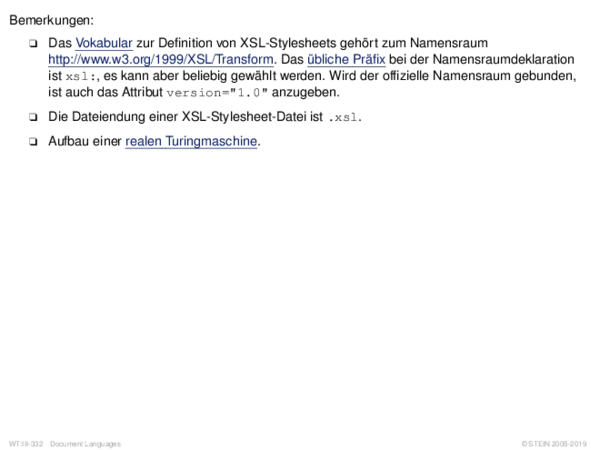 Bemerkungen:
❑ Das Vokabular zur Definition von XSL-Stylesheets gehört zum Namensraum
http://www.w3.org/1999/XSL/Transform. Das übliche Präfix bei der Namensraumdeklaration
ist xsl:, es kann aber beliebig gewählt werden. Wird der offizielle Namensraum gebunden,
ist auch das Attribut version="1.0" anzugeben.
❑ Die Dateiendung einer XSL-Stylesheet-Datei ist .xsl.
❑ Aufbau einer realen Turingmaschine.
WT:III-332 Document Languages
© STEIN 2005-2019